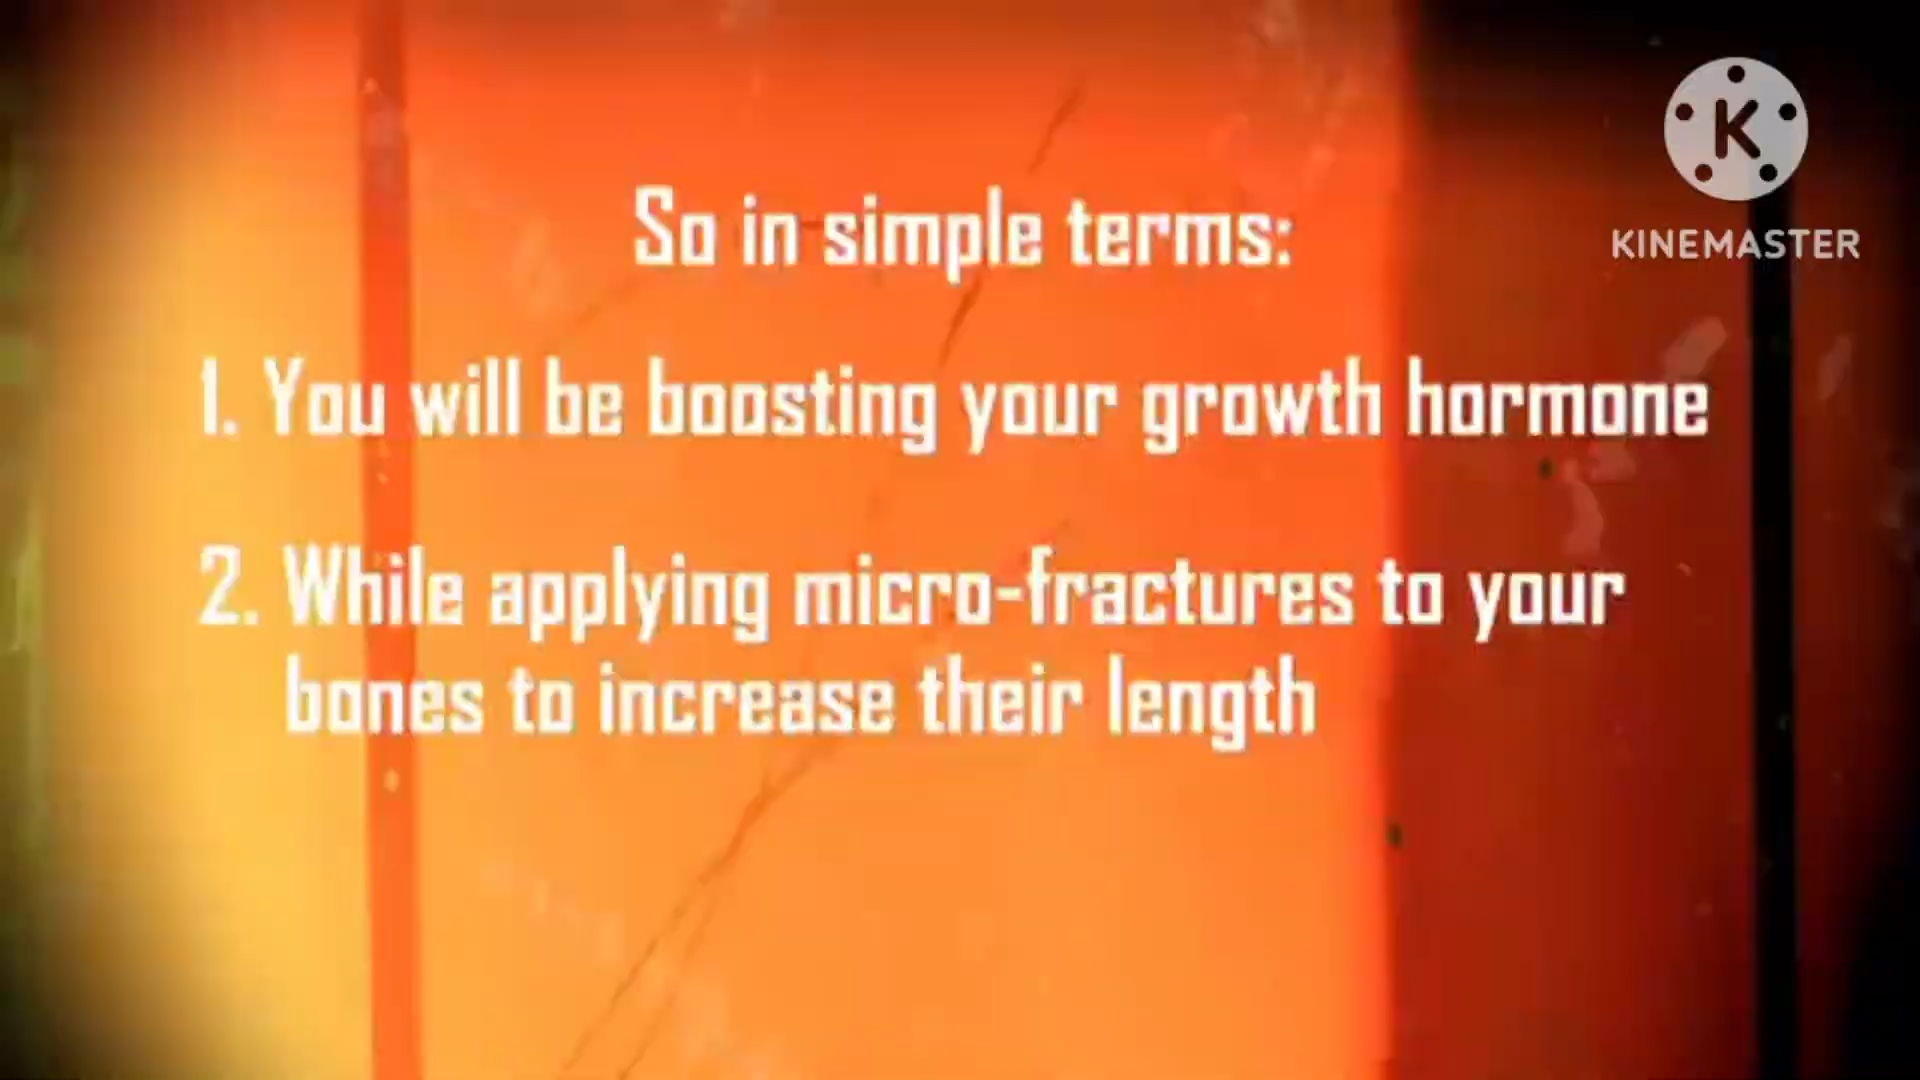 KINEMASTER
So in simple terms:
1. You will be boosting your growth hormone
2. While applying micro-fractures to your
bones to increase their length